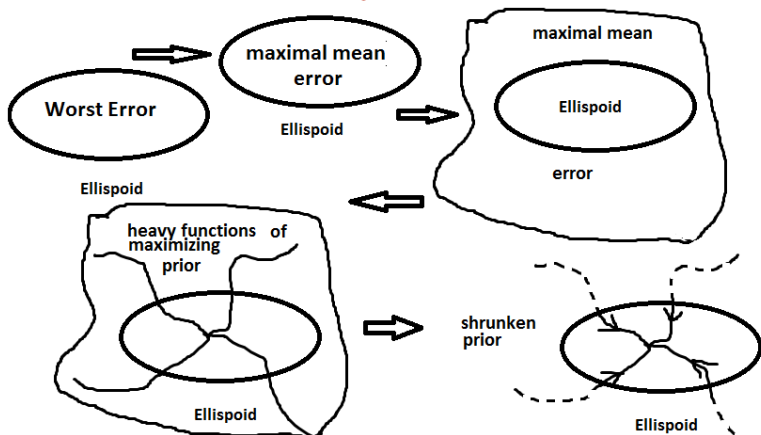 Worst Error
Ellispoid
maximal mean
error
Ellispoid
maximal mean
Ellispoid
error
heavy functions of
maximizing
prior
Ellispoid
shrunken
prior
Ellispoid